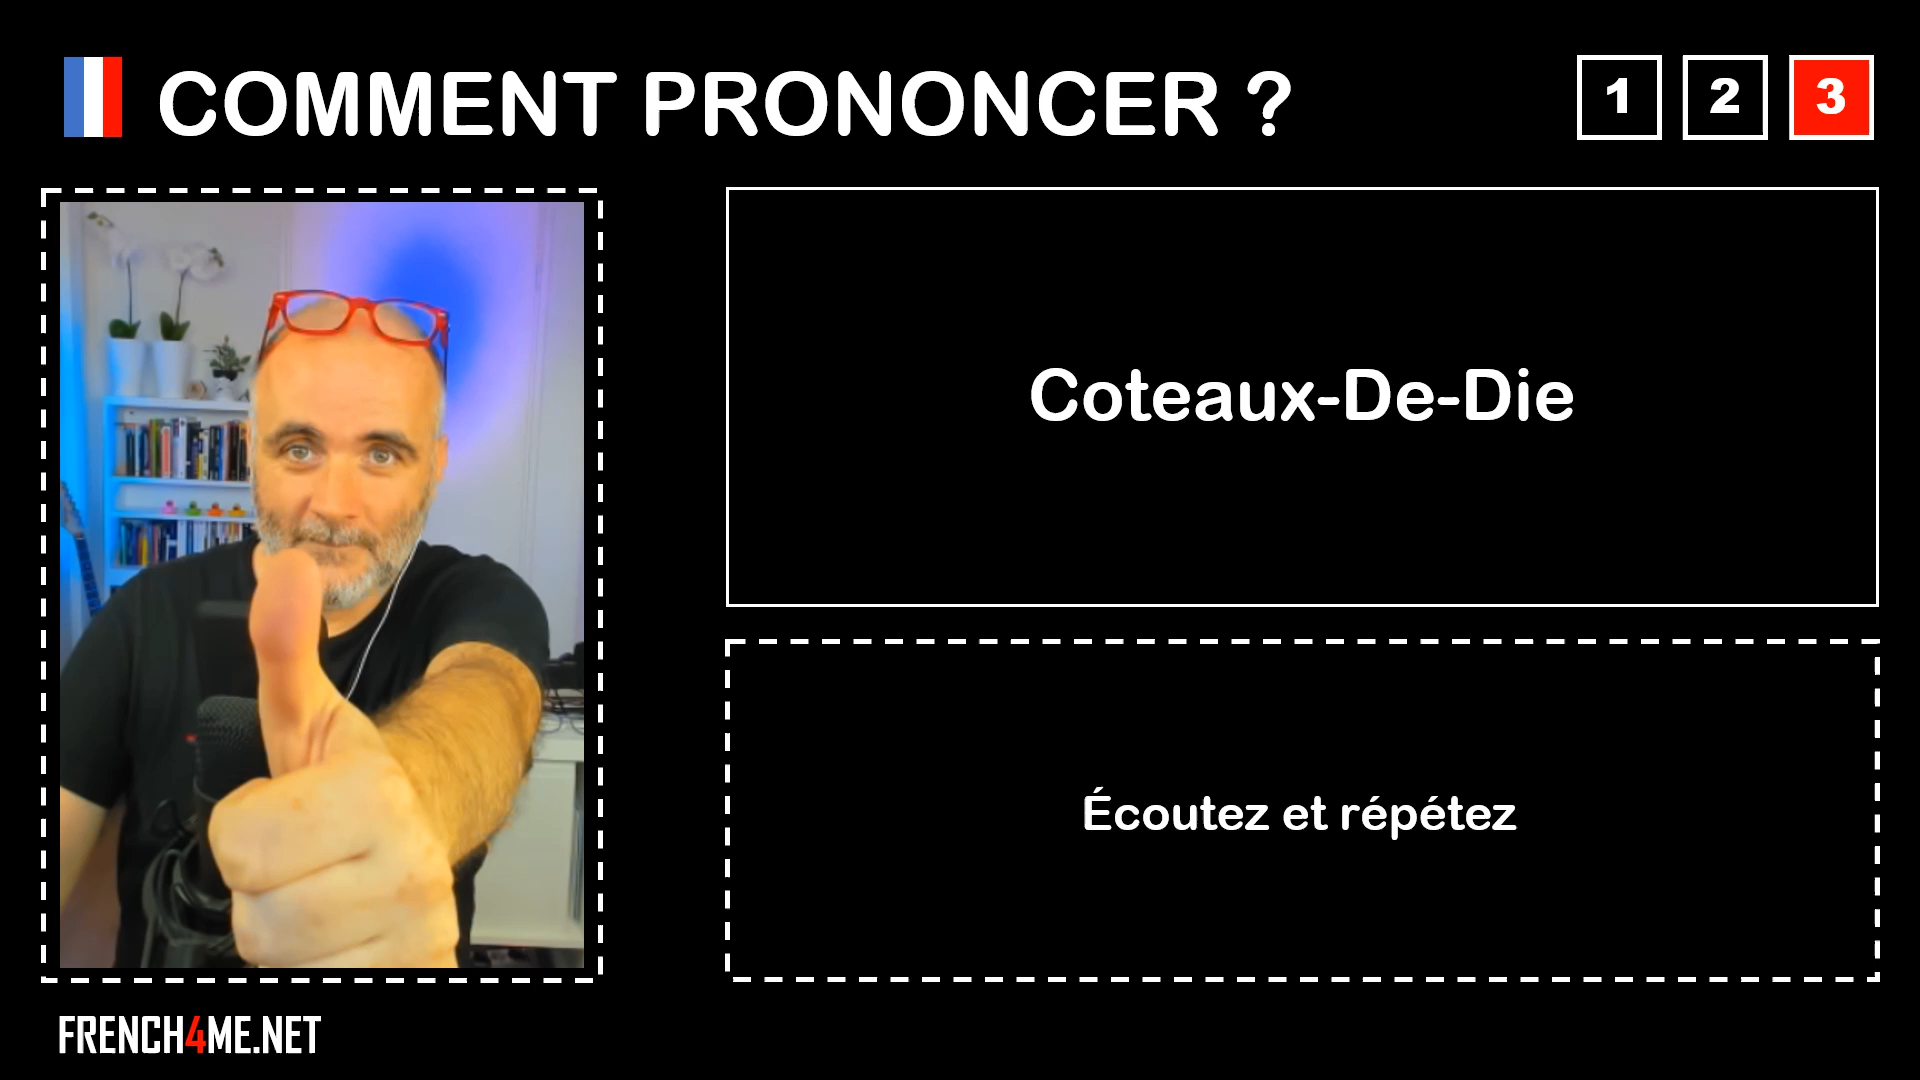 COMMENT PRONONCER ?
1 2 3
Coteaux-De-Die
Écoutez et répétez
FRENCH4ME.NET